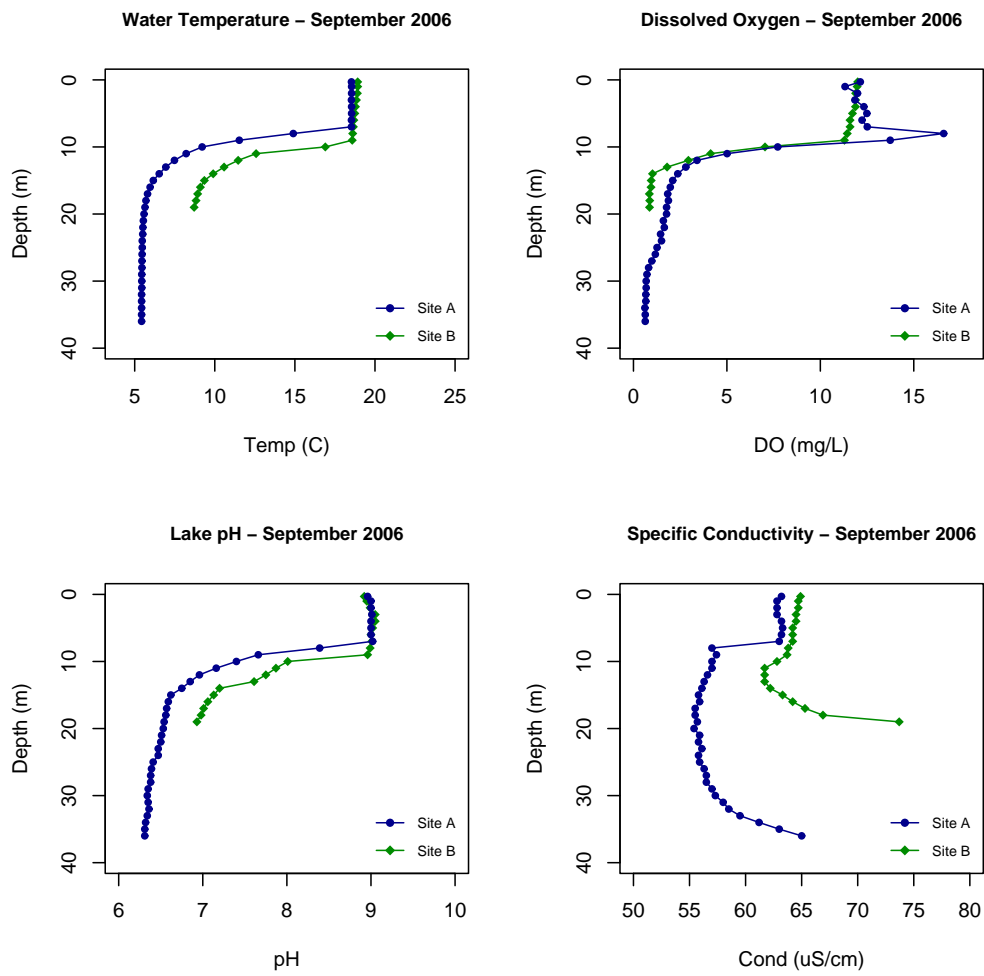 Water Temperature – September 2006
0
10
20
30
40
Depth (m)
5 10 15 20 25
Temp (C)
Site A
Site B
Dissolved Oxygen – September 2006
0
10
20
30
40
Depth (m)
0 5 10 15
DO (mg/L)
Site A
Site B
Lake pH – September 2006
0
10
20
30
40
Depth (m)
6 7 8 9 10
pH
Site A
Site B
Specific Conductivity – September 2006
0
10
20
30
40
Depth (m)
50 55 60 65 70 75 80
Cond (uS/cm)
Site A
Site B